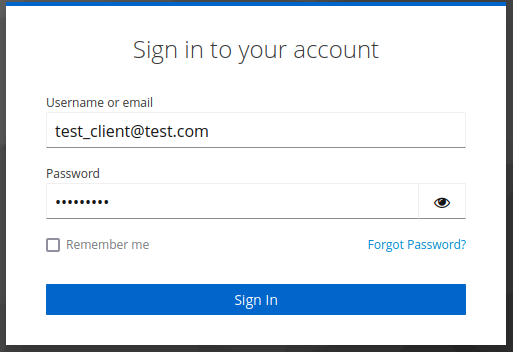 Sign in to your account
Username or email
test_client@test.com
Password
•••••••••
Remember me
Forgot Password?
Sign In